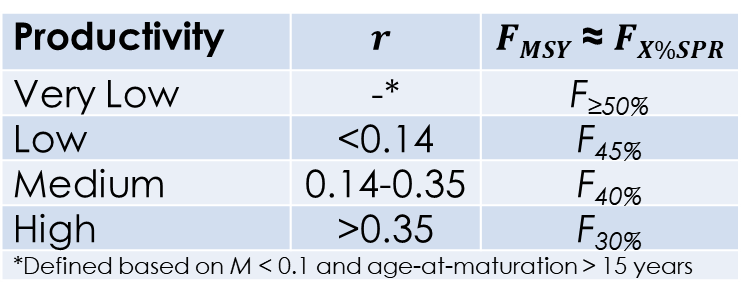 Productivity r F_MSY ≈ F_X%SPR
Very Low -* F_≥50%
Low <0.14 F_45%
Medium 0.14-0.35 F_40%
High >0.35 F_30%
*Defined based on M < 0.1 and age-at-maturation > 15 years